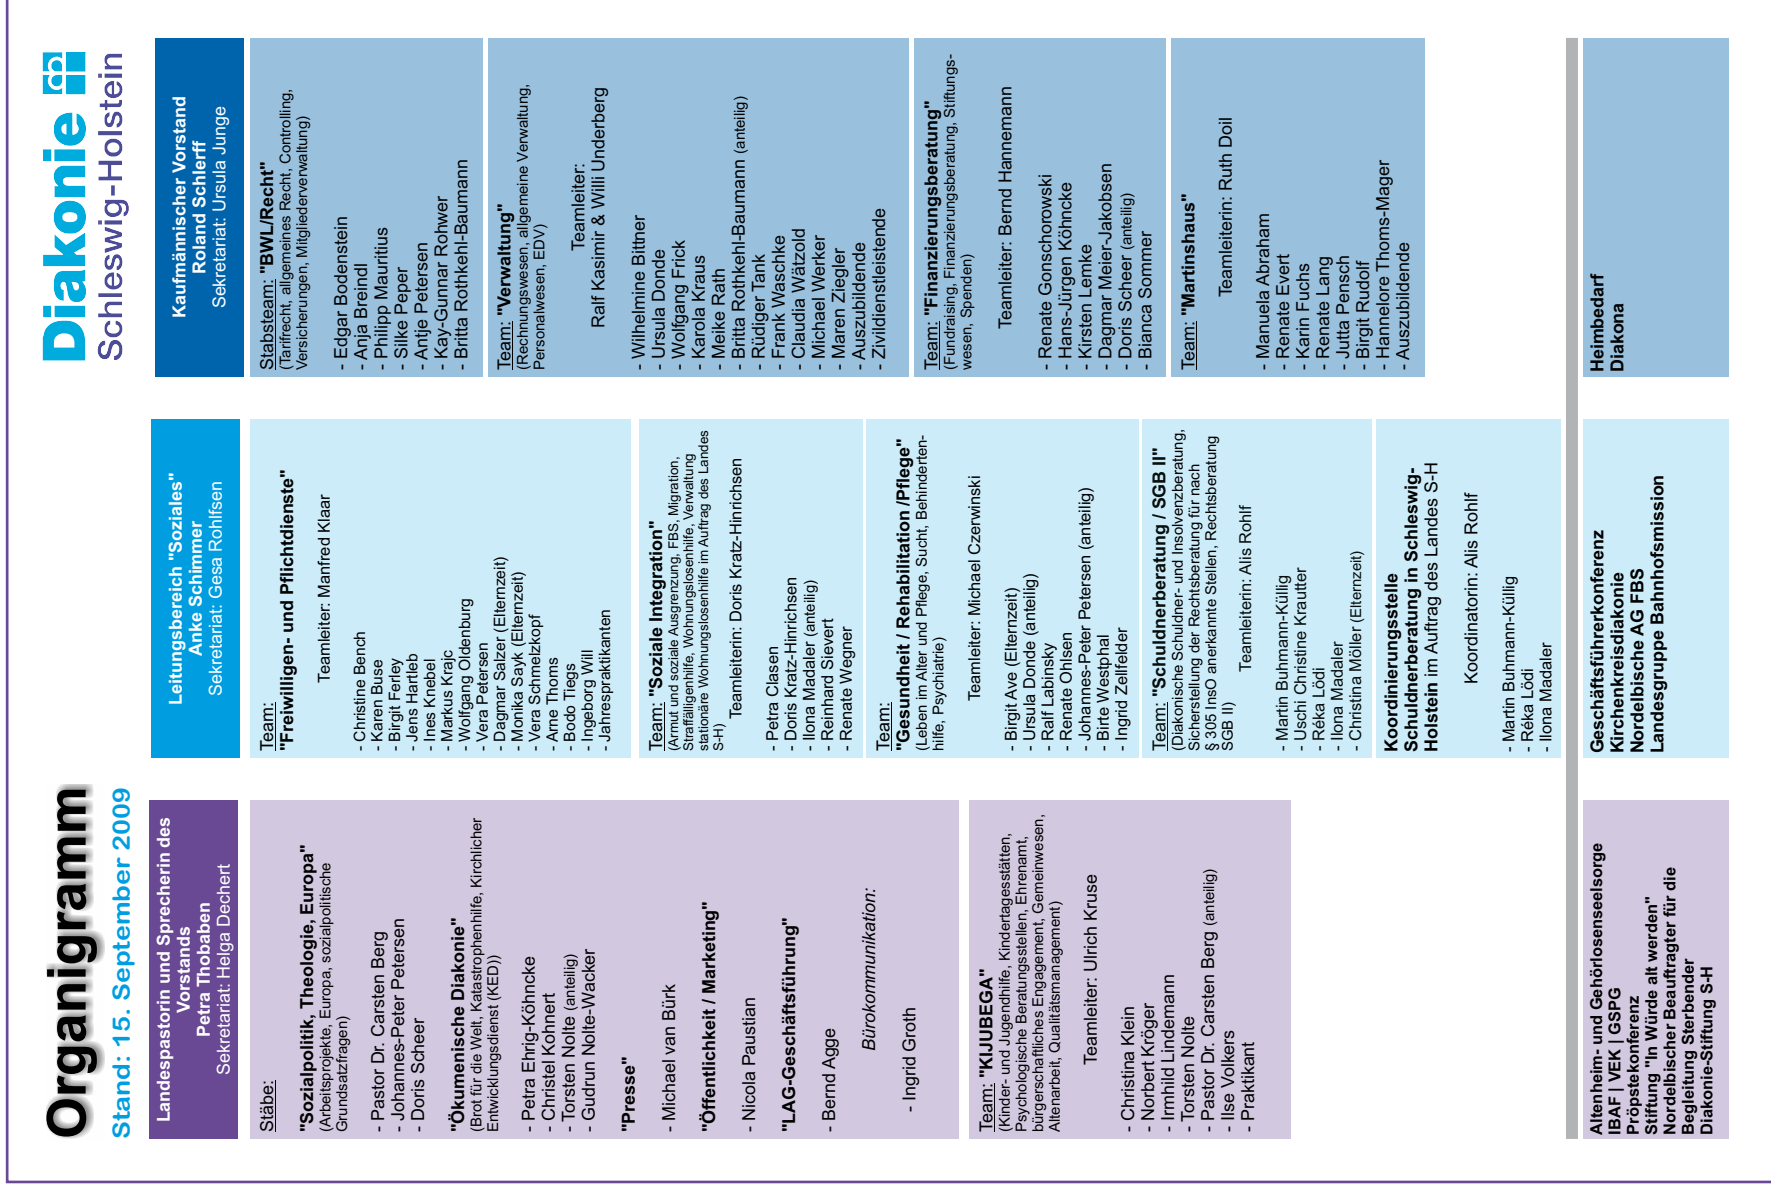 Organigramm
Stand: 15. September 2009
Diakonie
Schleswig-Holstein
Landespastorin und Sprecherin des
Vorstands
Petra Thobaben
Sekretariat: Helga Dechert
Stäbe:
"Sozialpolitik, Theologie, Europa"
(Arbeitsprojekte, Europa, sozialpolitische
Grundsatzfragen)
- Pastor Dr. Carsten Berg
- Johannes-Peter Petersen
- Doris Scheer
"Ökumenische Diakonie"
(Brot für die Welt, Katastrophenhilfe, Kirchlicher
Entwicklungsdienst (KED))
- Petra Ehrig-Köhncke
- Christel Kohnert
- Torsten Nolte (anteilig)
- Gudrun Nolte-Wacker
"Presse"
- Michael van Bürk
"Öffentlichkeit / Marketing"
- Nicola Paustian
"LAG-Geschäftsführung"
- Bernd Agge
Bürokommunikation:
- Ingrid Groth
Team: "KIJUBEGA"
(Kinder- und Jugendhilfe, Kindertagesstätten,
Psychologische Beratungsstellen, Ehrenamt,
bürgerschaftliches Engagement, Gemeinwesen,
Altenarbeit, Qualitätsmanagement)
Teamleiter: Ulrich Kruse
- Christina Klein
- Norbert Kröger
- Irmhild Lindemann
- Torsten Nolte
- Pastor Dr. Carsten Berg (anteilig)
- Ilse Volkers
- Praktikant
Altenheim- und Gehörlosenseelsorge
IBAF | VEK | GSPG
Pröpstekonferenz
Stiftung "In Würde alt werden"
Nordelbischer Beauftragter für die
Begleitung Sterbender
Diakonie-Stiftung S-H
Leitungsbereich "Soziales"
Anke Schimmer
Sekretariat: Gesa Rohlfsen
Team:
"Freiwilligen- und Pflichtdienste"
Teamleiter: Manfred Klaar
- Christine Bench
- Karen Buse
- Birgit Ferley
- Jens Hartleb
- Ines Knebel
- Markus Krajc
- Wolfgang Oldenburg
- Vera Petersen
- Dagmar Salzer (Elternzeit)
- Monika Sayk (Elternzeit)
- Vera Schmelzkopf
- Arne Thoms
- Bodo Tiegs
- Ingeborg Will
- Jahrespraktikanten
Team: "Soziale Integration"
(Armut und soziale Ausgrenzung, FBS, Migration,
Straffälligenhilfe, Wohnungslosenhilfe, Verwaltung
stationäre Wohnungslosenhilfe im Auftrag des Landes
S-H)
Teamleiterin: Doris Kratz-Hinrichsen
- Petra Clasen
- Doris Kratz-Hinrichsen
- Ilona Madaler (anteilig)
- Reinhard Sievert
- Renate Wegner
Team:
"Gesundheit / Rehabilitation /Pflege"
(Leben im Alter und Pflege, Sucht, Behinderten-
hilfe, Psychiatrie)
Teamleiter: Michael Czerwinski
- Birgit Ave (Elternzeit)
- Ursula Donde (anteilig)
- Ralf Labinsky
- Renate Ohlsen
- Johannes-Peter Petersen (anteilig)
- Birte Westphal
- Ingrid Zellfelder
Team: "Schuldnerberatung / SGB II"
(Diakonische Schuldner- und Insolvenzberatung,
Sicherstellung der Rechtsberatung für nach
§ 305 InsO anerkannte Stellen, Rechtsberatung
SGB II)
Teamleiterin: Alis Rohlf
- Martin Buhmann-Küllig
- Uschi Christine Krautter
- Réka Lödi
- Ilona Madaler
- Christina Möller (Elternzeit)
Koordinierungsstelle
Schuldnerberatung in Schleswig-
Holstein im Auftrag des Landes S-H
Koordinatorin: Alis Rohlf
- Martin Buhmann-Küllig
- Réka Lödi
- Ilona Madaler
Geschäftsführerkonferenz
Kirchenkreisdiakonie
Nordelbische AG FBS
Landesgruppe Bahnhofsmission
Kaufmännischer Vorstand
Roland Schlerff
Sekretariat: Ursula Junge
Stabsteam: "BWL/Recht"
(Tarifrecht, allgemeines Recht, Controlling,
Versicherungen, Mitgliederverwaltung)
- Edgar Bodenstein
- Anja Breindl
- Philipp Mauritius
- Silke Peper
- Antje Petersen
- Kay-Gunnar Rohwer
- Britta Rothkehl-Baumann
Team: "Verwaltung"
(Rechnungswesen, allgemeine Verwaltung,
Personalwesen, EDV)
Teamleiter:
Ralf Kasimir & Willi Underberg
- Wilhelmine Bittner
- Ursula Donde
- Wolfgang Frick
- Karola Kraus
- Meike Rath
- Britta Rothkehl-Baumann (anteilig)
- Rüdiger Tank
- Frank Waschke
- Claudia Wätzold
- Michael Werker
- Maren Ziegler
- Auszubildende
- Zivildienstleistende
Team: "Finanzierungsberatung"
(Fundraising, Finanzierungsberatung, Stiftungs-
wesen, Spenden)
Teamleiter: Bernd Hannemann
- Renate Gonschorowski
- Hans-Jürgen Köhncke
- Kirsten Lemke
- Dagmar Meier-Jakobsen
- Doris Scheer (anteilig)
- Bianca Sommer
Team: "Martinshaus"
Teamleiterin: Ruth Doil
- Manuela Abraham
- Renate Evert
- Karin Fuchs
- Renate Lang
- Jutta Pensch
- Birgit Rudolf
- Hannelore Thoms-Mager
- Auszubildende
Heimbedarf
Diakona